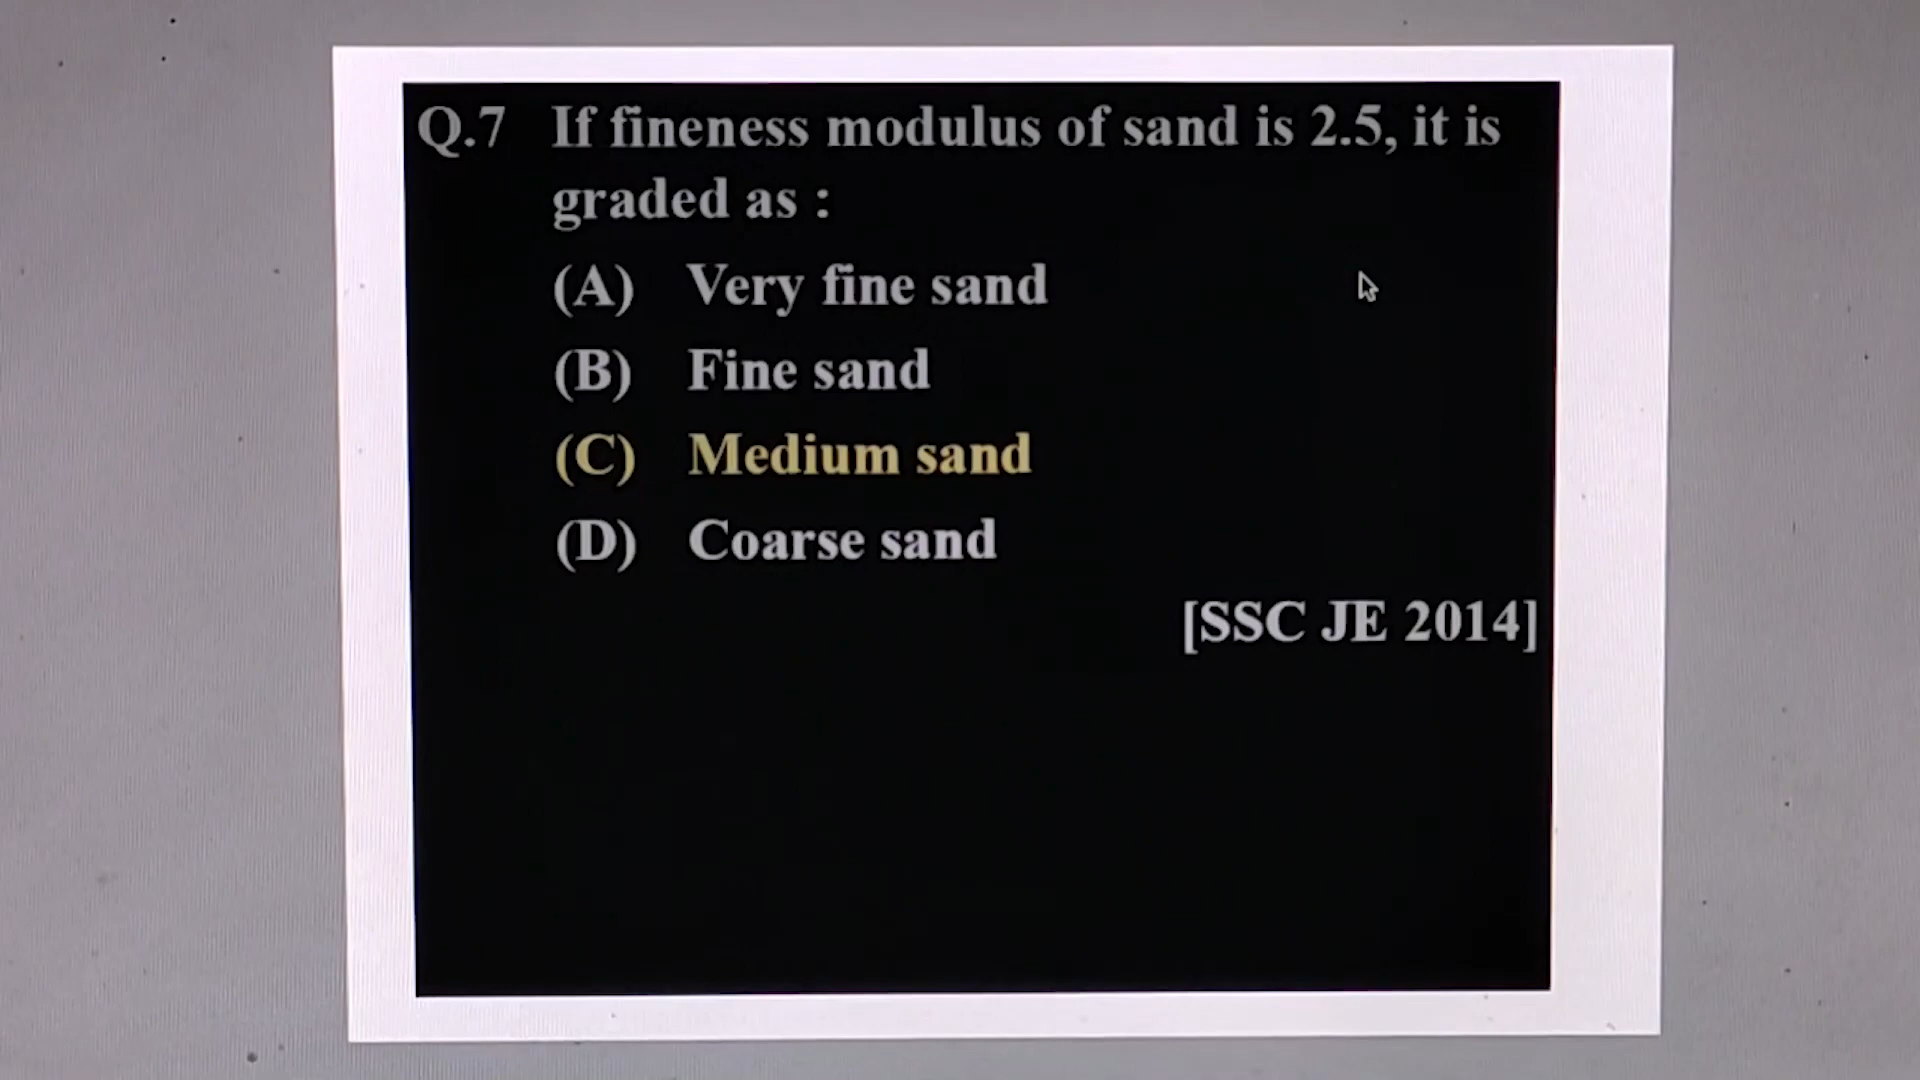 Q.7 If fineness modulus of sand is 2.5, it is
graded as :
(A) Very fine sand
(B) Fine sand
(C) Medium sand
(D) Coarse sand
[SSC JE 2014]